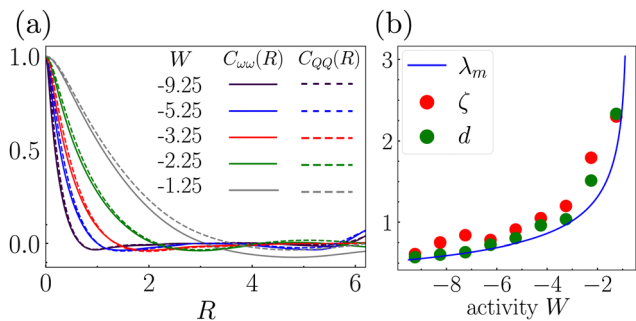 (a)
W C_{ωω}(R) C_{QQ}(R)
-9.25
-5.25
-3.25
-2.25
-1.25
1.0
0.5
0.0
0 2 4 6
R
(b)
λ_m
ζ
d
3
2
1
−8 −6 −4 −2
activity W